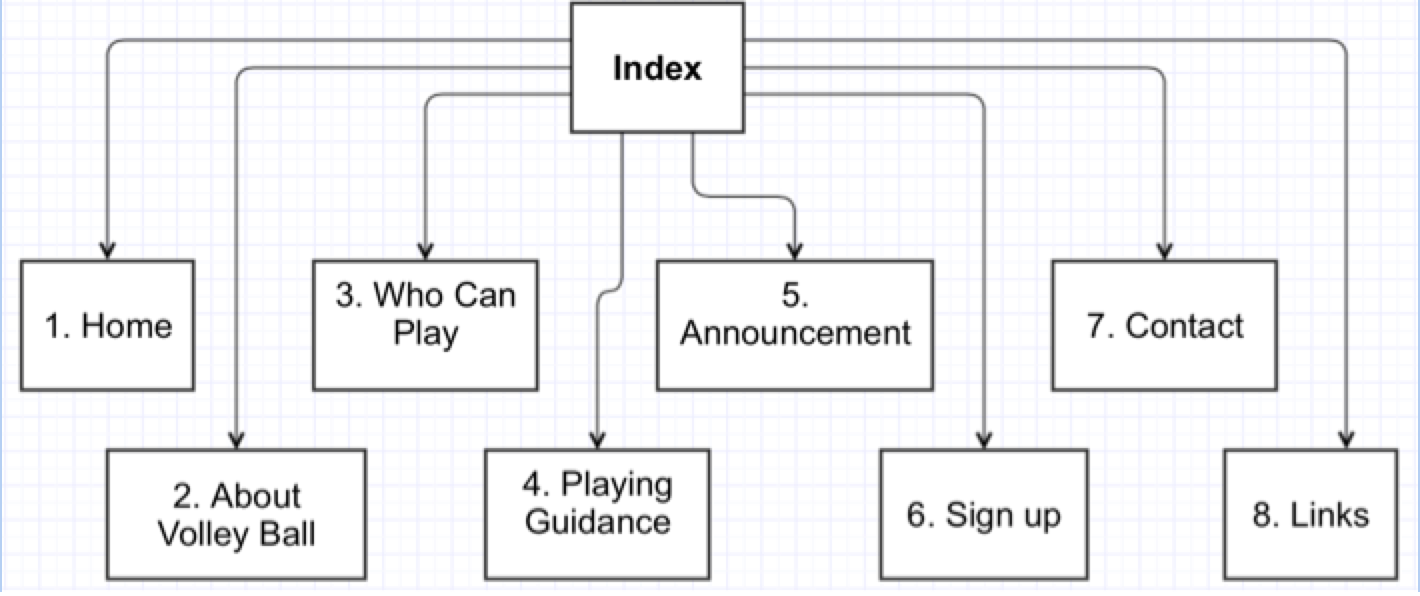 Index
1. Home
2. About
Volley Ball
3. Who Can
Play
4. Playing
Guidance
5.
Announcement
6. Sign up
7. Contact
8. Links